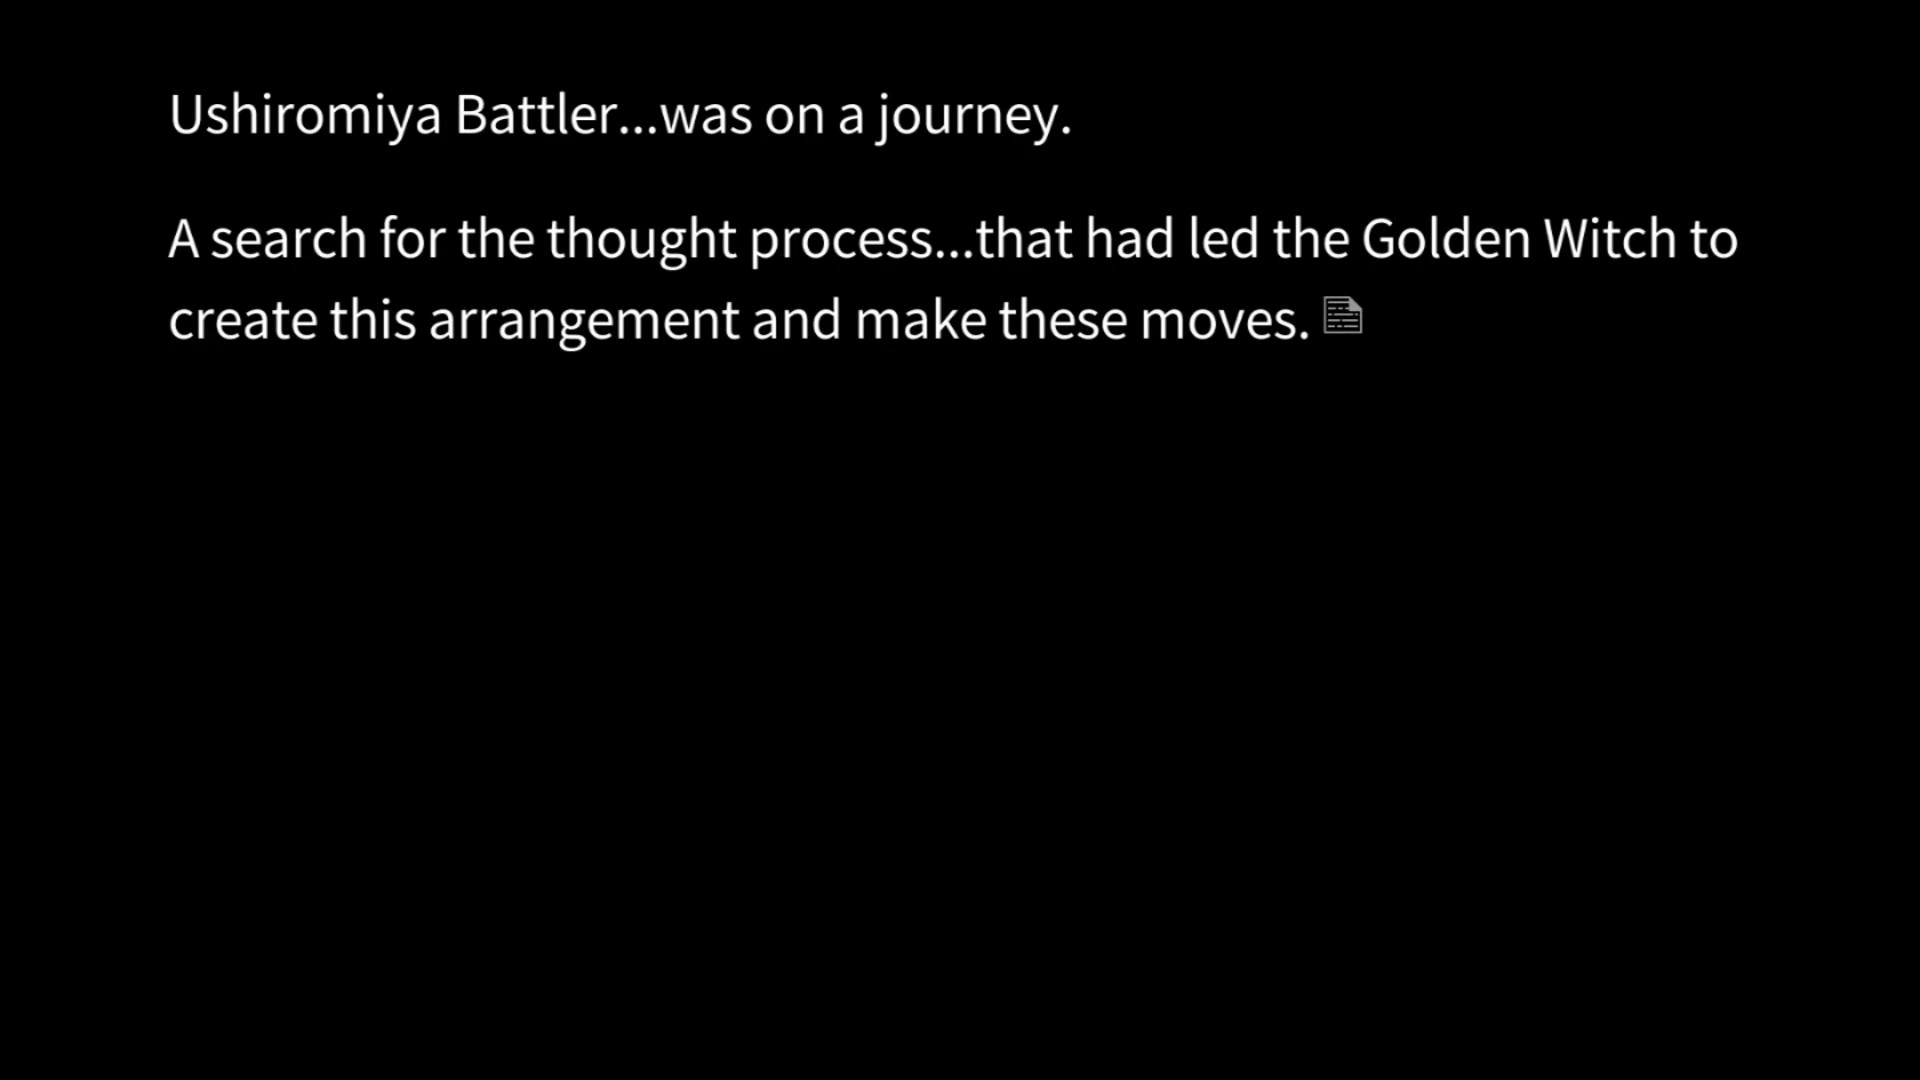 Ushiromiya Battler...was on a journey.
A search for the thought process...that had led the Golden Witch to
create this arrangement and make these moves.